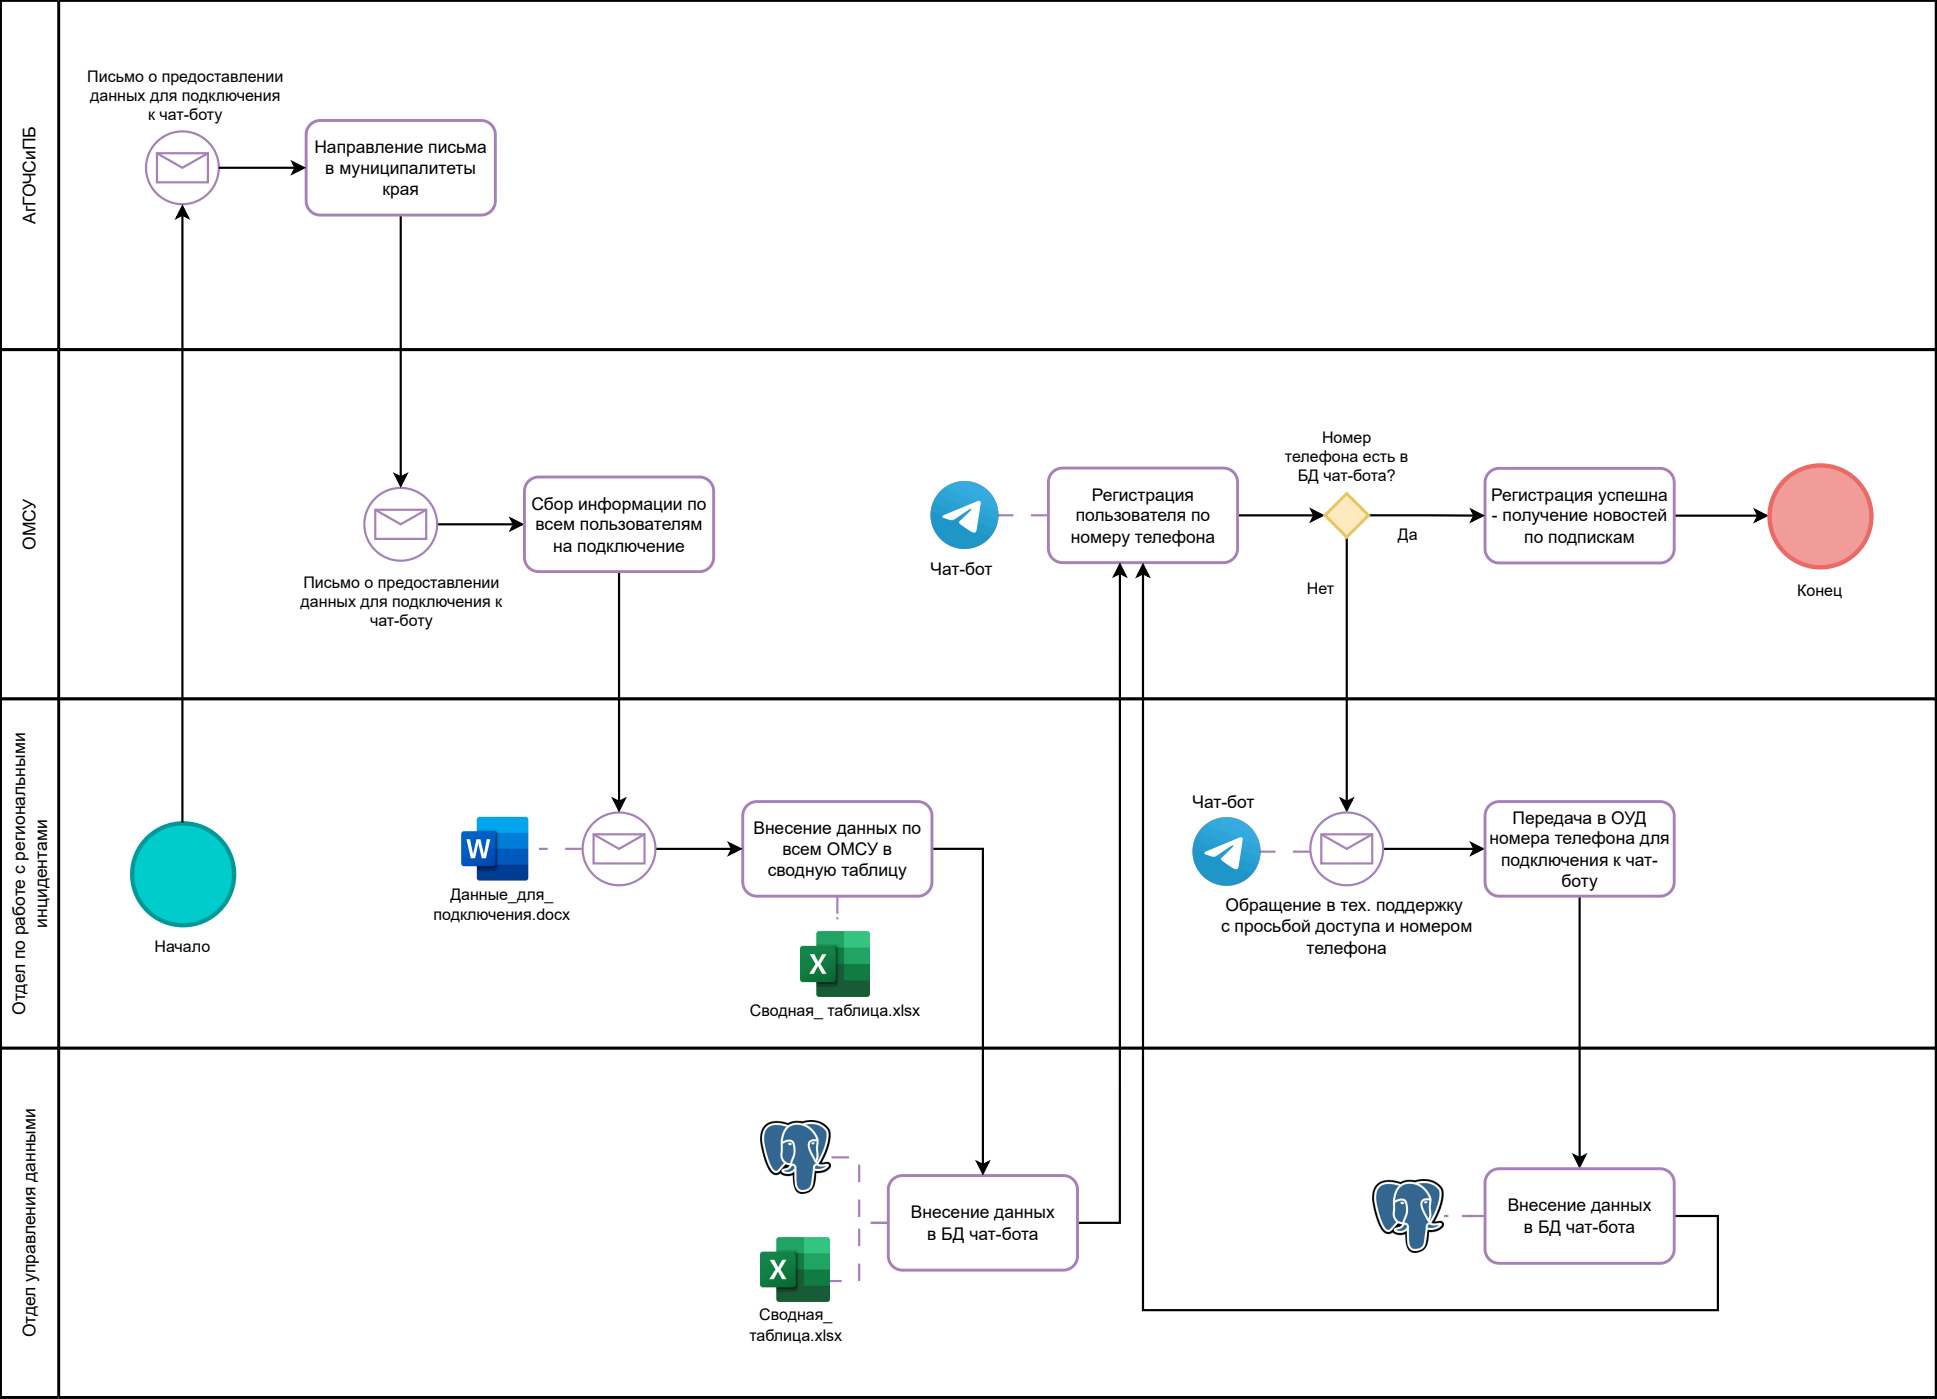 АгГОЧСиПБ
Письмо о предоставлении
данных для подключения
к чат-боту
Направление письма
в муниципалитеты
края
ОМСУ
Письмо о предоставлении
данных для подключения к
чат-боту
Сбор информации по
всем пользователям
на подключение
Чат-бот
Регистрация
пользователя по
номеру телефона
Номер
телефона есть в
БД чат-бота?
Да
Нет
Регистрация успешна
- получение новостей
по подпискам
Конец
Отдел по работе с региональными
инцидентами
Начало
W
Данные_для_
подключения.docx
Внесение данных по
всем ОМСУ в
сводную таблицу
X
Сводная_ таблица.xlsx
Чат-бот
Обращение в тех. поддержку
с просьбой доступа и номером
телефона
Передача в ОУД
номера телефона для
подключения к чат-
боту
Отдел управления данными
X
Сводная_
таблица.xlsx
Внесение данных
в БД чат-бота
Внесение данных
в БД чат-бота